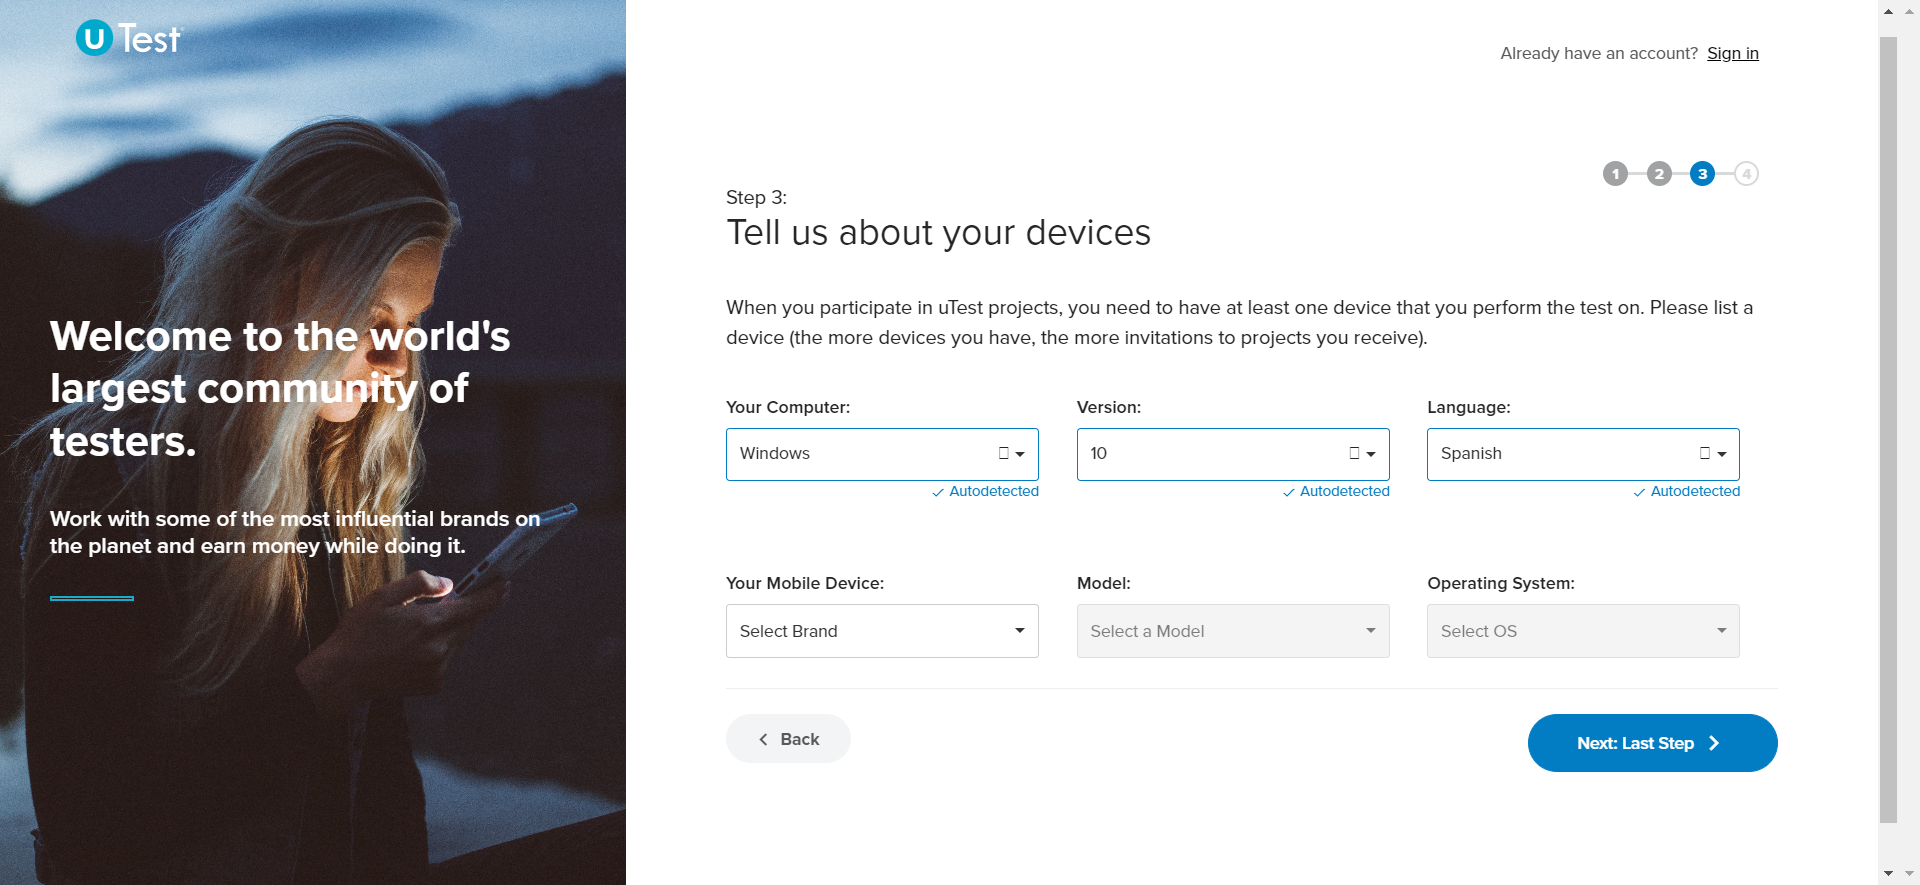 uTest
Welcome to the world's
largest community of
testers.
Work with some of the most influential brands on
the planet and earn money while doing it.
Already have an account? Sign in
1 2 3 4
Step 3:
Tell us about your devices
When you participate in uTest projects, you need to have at least one device that you perform the test on. Please list a
device (the more devices you have, the more invitations to projects you receive).
Your Computer: Version: Language:
Windows 10 Spanish
Autodetected Autodetected Autodetected
Your Mobile Device: Model: Operating System:
Select Brand Select a Model Select OS
Back Next: Last Step